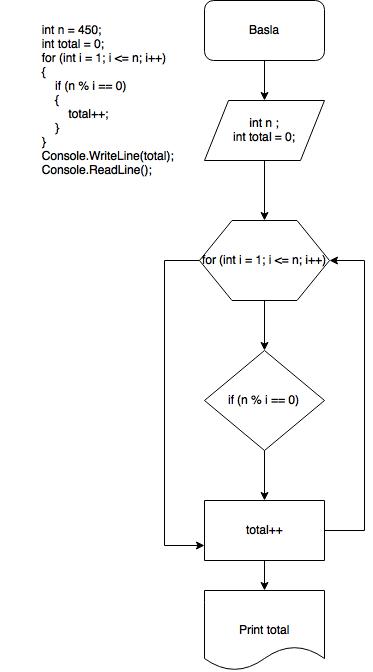 int n = 450;
int total = 0;
for (int i = 1; i <= n; i++)
{
if (n % i == 0)
{
total++;
}
}
Console.WriteLine(total);
Console.ReadLine();
Basla
int n ;
int total = 0;
for (int i = 1; i <= n; i++)
if (n % i == 0)
total++
Print total